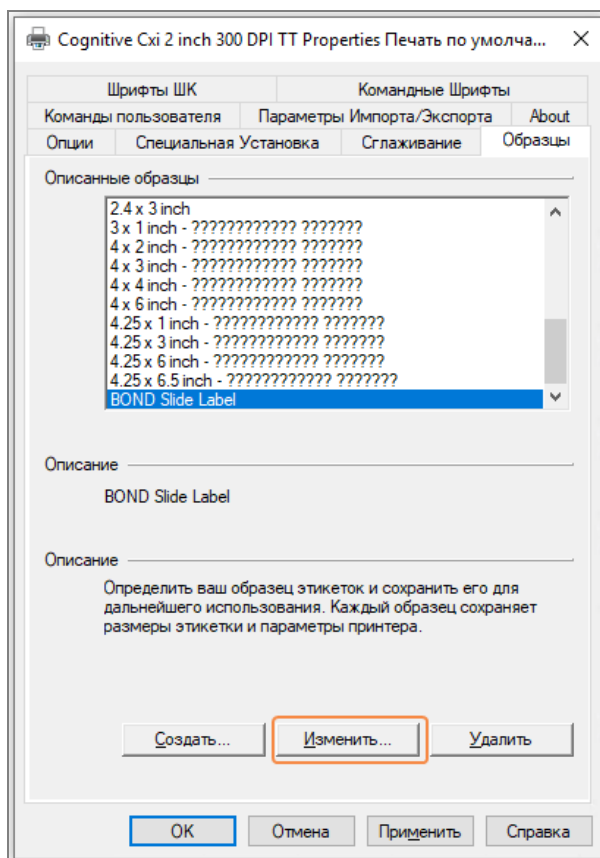 Cognitive Cxi 2 inch 300 DPI TT Properties Печать по умолча...
Шрифты ШК Командные Шрифты
Команды пользователя Параметры Импорта/Экспорта About
Опции Специальная Установка Сглаживание Образцы
Описанные образцы
2.4 x 3 inch
3 x 1 inch - ???????????? ???????
4 x 2 inch - ???????????? ???????
4 x 3 inch - ???????????? ???????
4 x 4 inch - ???????????? ???????
4 x 6 inch - ???????????? ???????
4.25 x 1 inch - ???????????? ???????
4.25 x 3 inch - ???????????? ???????
4.25 x 6 inch - ???????????? ???????
4.25 x 6.5 inch - ???????????? ???????
BOND Slide Label
Описание
BOND Slide Label
Описание
Определить ваш образец этикеток и сохранить его для
дальнейшего использования. Каждый образец сохраняет
размеры этикетки и параметры принтера.
Создать... Изменить... Удалить
OK Отмена Применить Справка